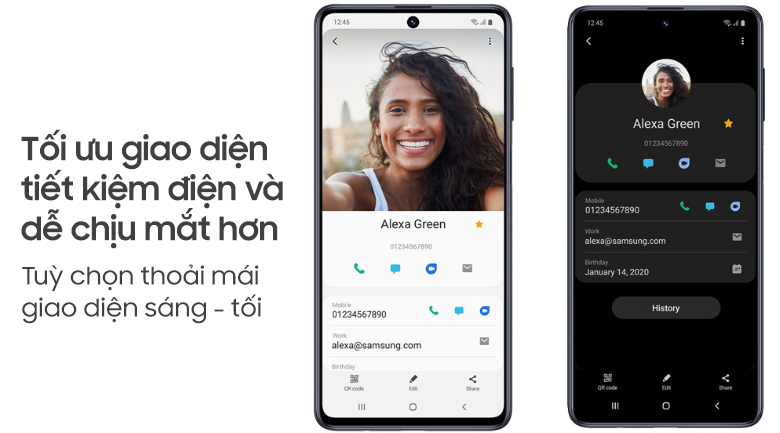 Tối ưu giao diện
tiết kiệm điện và
dễ chịu mắt hơn
Tuỳ chọn thoải mái
giao diện sáng - tối
12:45
Alexa Green
01234567890
Mobile
01234567890
Work
alexa@samsung.com
Birthday
QR code
Edit
Share
12:45
Alexa Green
01234567890
Mobile
01234567890
Work
alexa@samsung.com
Birthday
January 14, 2020
History
QR code
Edit
Share